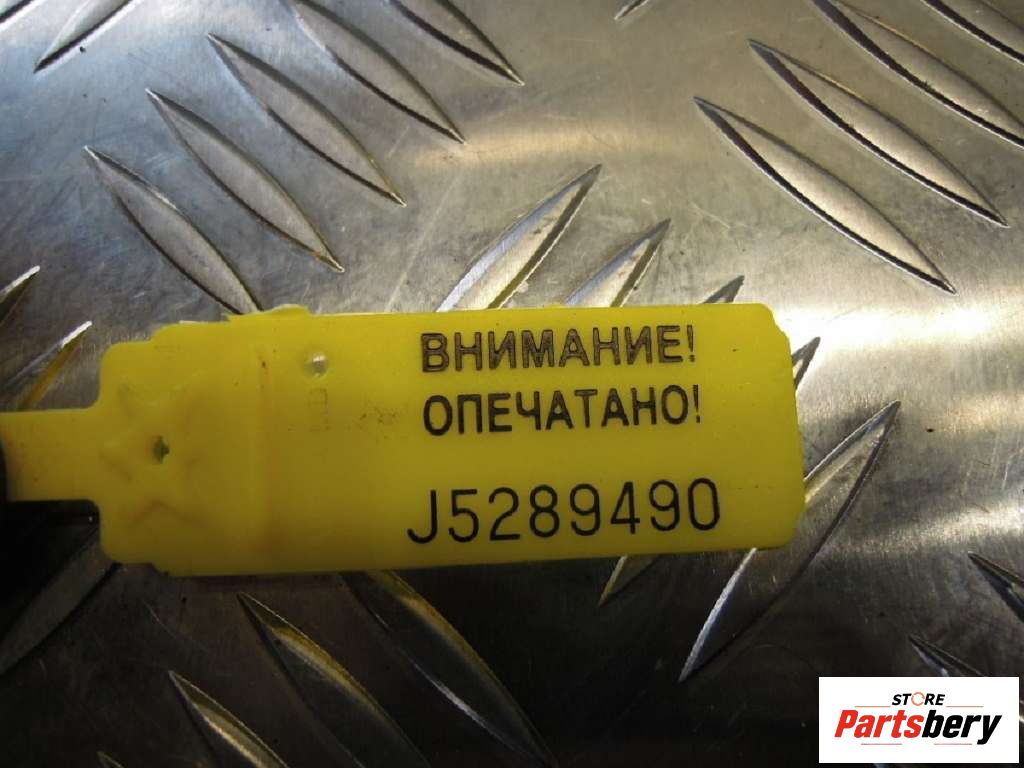 ВНИМАНИЕ!
ОПЕЧАТАНО!
J5289490
STORE
Partsbery